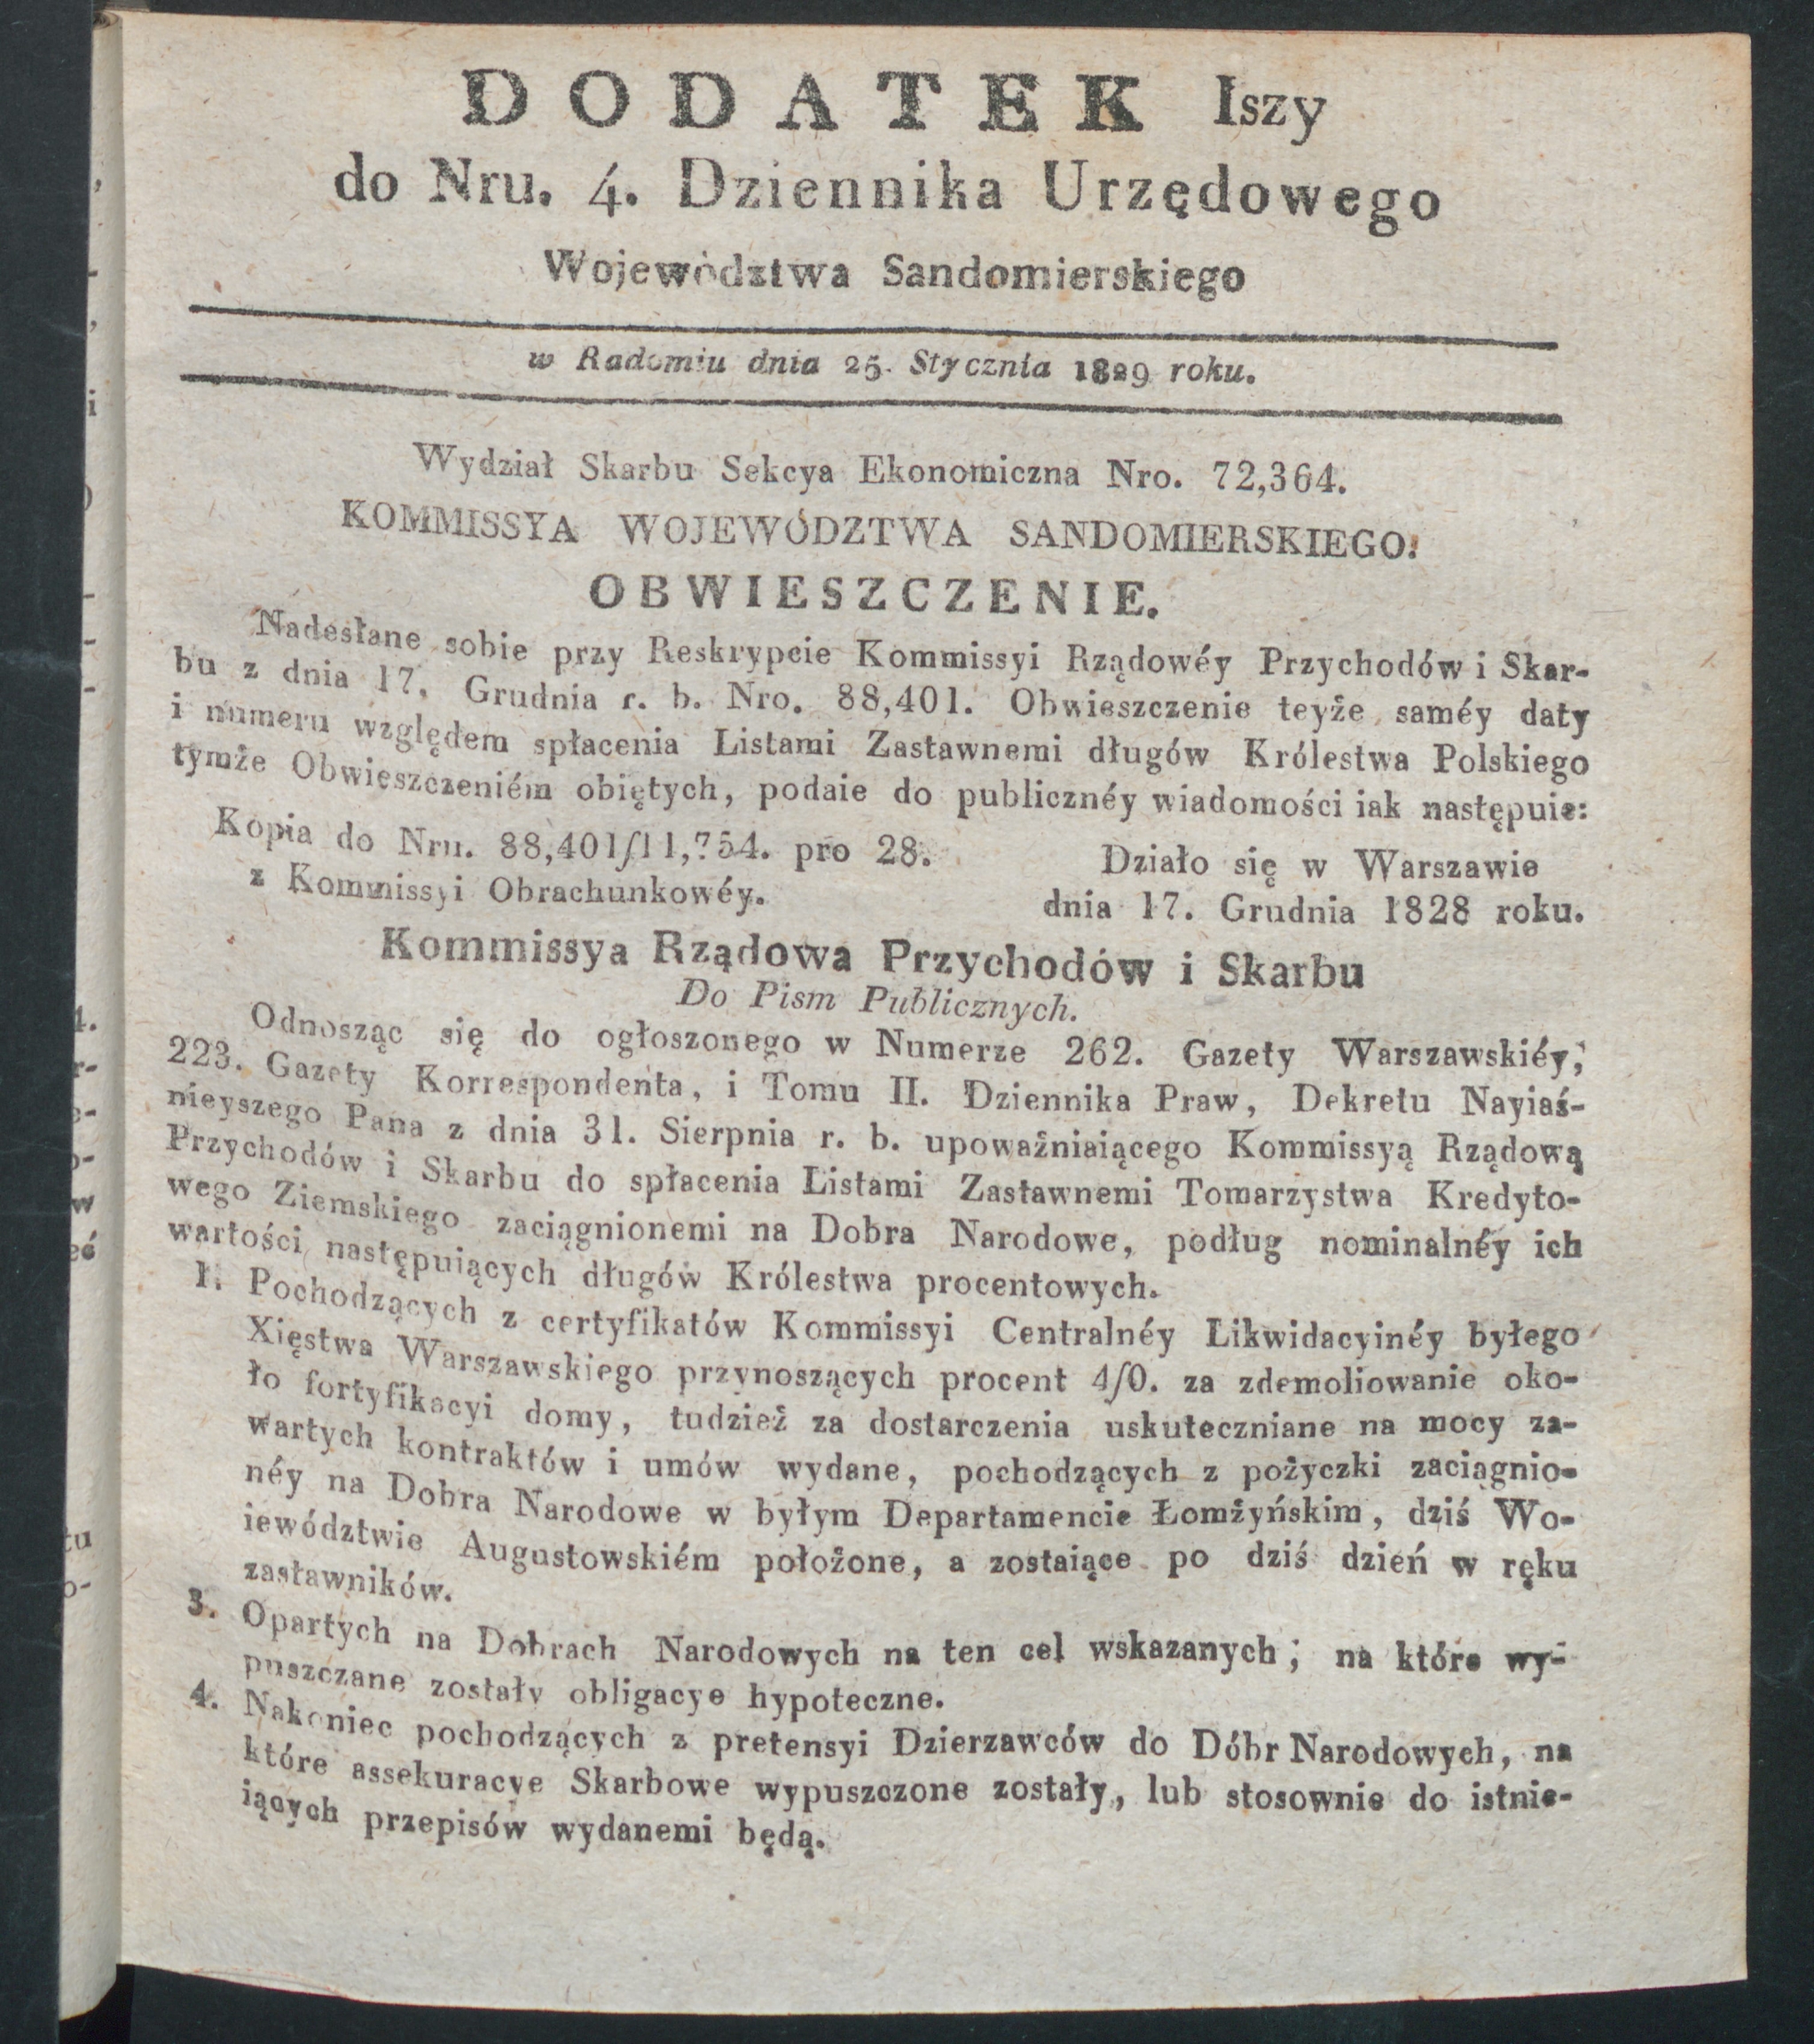 DODATEK Iszy
do Nru. 4. Dziennika Urzędowego
Województwa Sandomierskiego
w Radomiu dnia 25. Stycznia 1829 roku.
Wydział Skarbu Sekcya Ekonomiczna Nro. 72,364.
KOMMISSYA WOJEWÓDZTWA SANDOMIERSKIEGO.
OBWIESZCZENIE.
Nadesłane sobie przy Reskrypcie Kommissyi Rządowéy Przychodów i Skar-
bu z dnia 17. Grudnia r. b. Nro. 88,401. Obwieszczenie teyże saméy daty
i numeru względem spłacenia Listami Zastawnemi długów Królestwa Polskiego
tymże Obwieszczeniém obiętych, podaie do publicznéy wiadomości iak następuie:
Kopia do Nru. 88,401/11,754. pro 28.
z Kommissyi Obrachunkowéy.
Działo się w Warszawie
dnia 17. Grudnia 1828 roku.
Kommissya Rządowa Przychodów i Skarbu
Do Pism Publicznych.
Odnosząc się do ogłoszonego w Numerze 262. Gazety Warszawskiéy,
223. Gazety Korrespondenta, i Tomu II. Dziennika Praw, Dekretu Nayiaś-
nieyszego Pana z dnia 31. Sierpnia r. b. upoważniaiącego Kommissyą Rządową
Przychodów i Skarbu do spłacenia Listami Zastawnemi Tomarzystwa Kredyto-
wego Ziemskiego zaciągnionemi na Dobra Narodowe, podług nominalnéy ich
wartości następuiących długów Królestwa procentowych.
1. Pochodzących z certyfikatów Kommissyi Centralnéy Likwidacyinéy byłego
Xięstwa Warszawskiego przynoszących procent 4/0. za zdemoliowanie oko-
ło fortyfikacyi domy, tudzież za dostarczenia uskuteczniane na mocy za-
wartych kontraktów i umów wydane, pochodzących z pożyczki zaciągnio-
néy na Dobra Narodowe w byłym Departamencie Łomżyńskim, dziś Wo-
iewództwie Augustowskiém położone, a zostaiące po dziś dzień w ręku
zastawników.
3. Opartych na Dobrach Narodowych na ten cel wskazanych; na które wy-
puszczane zostały obligacye hypoteczne.
4. Nakoniec pochodzących z pretensyi Dzierzawców do Dóbr Narodowych, na
które assekuracye Skarbowe wypuszczone zostały, lub stosownie do istnie-
iących przepisów wydanemi będą.